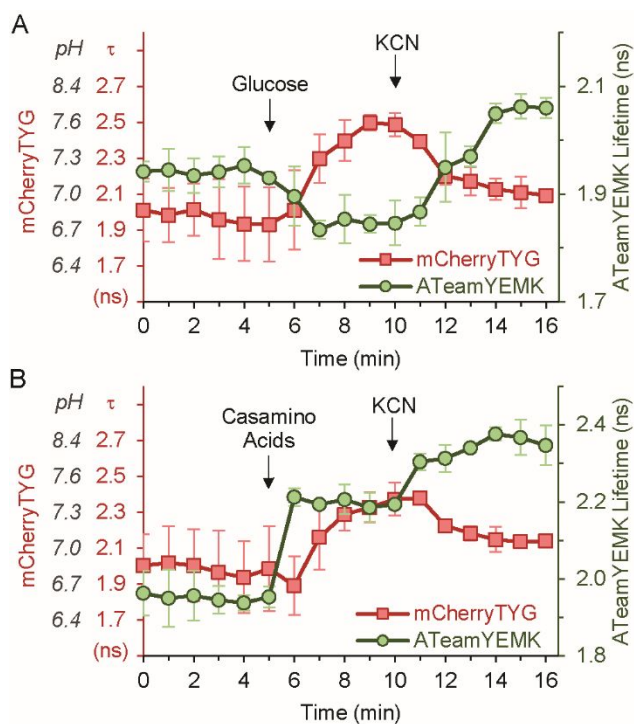 A
pH τ
KCN
Glucose
8.4 2.7
7.6 2.5
7.3 2.3
7.0 2.1
6.7 1.9
6.4 1.7
(ns)
mCherryTYG
2.1
1.9
1.7
ATeamYEMK Lifetime (ns)
mCherryTYG
ATeamYEMK
0 2 4 6 8 10 12 14 16
Time (min)
B
pH τ
Casamino
Acids
KCN
8.4 2.7
7.6 2.5
7.3 2.3
7.0 2.1
6.7 1.9
6.4 1.7
(ns)
mCherryTYG
2.4
2.2
2.0
1.8
ATeamYEMK Lifetime (ns)
mCherryTYG
ATeamYEMK
0 2 4 6 8 10 12 14 16
Time (min)